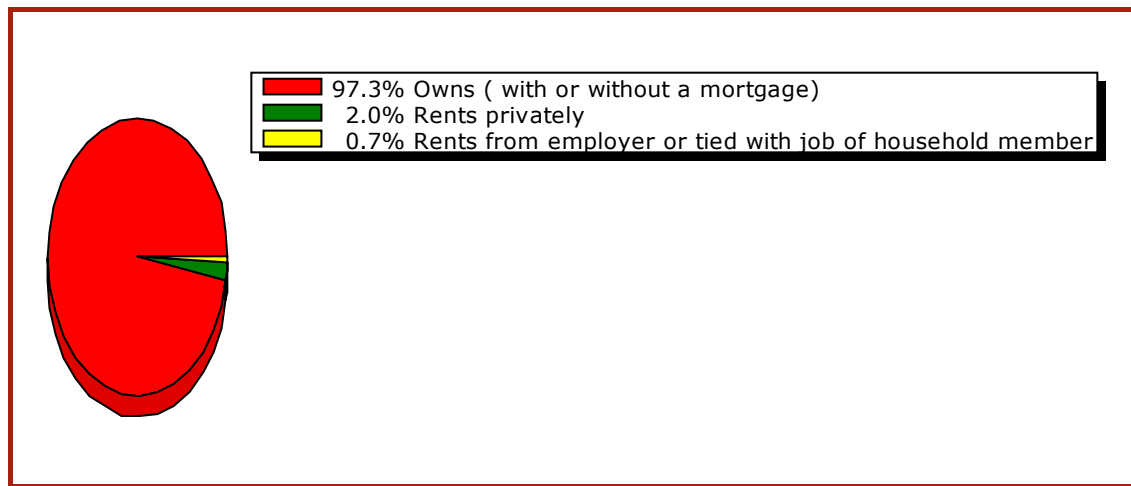 97.3% Owns ( with or without a mortgage)
2.0% Rents privately
0.7% Rents from employer or tied with job of household member